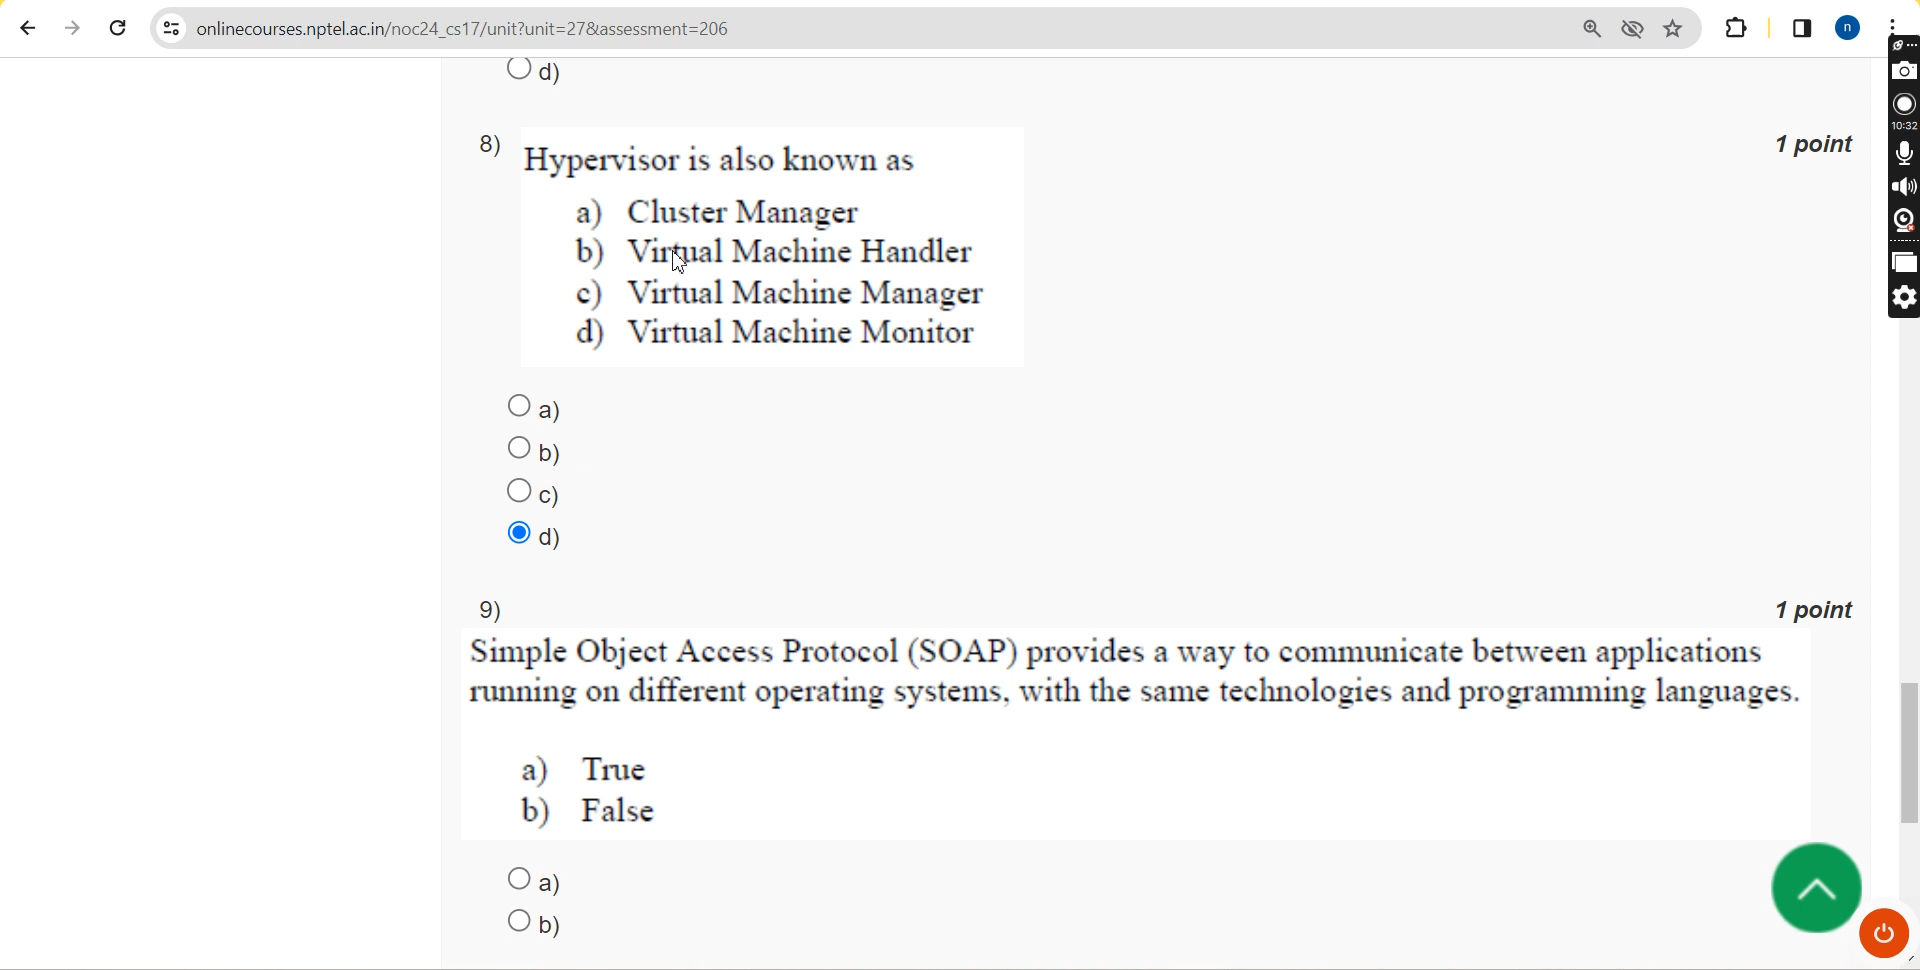 onlinecourses.nptel.ac.in/noc24_cs17/unit?unit=27&assessment=206
n
d)
10:32
8)
1 point
Hypervisor is also known as
a) Cluster Manager
b) Virtual Machine Handler
c) Virtual Machine Manager
d) Virtual Machine Monitor
a)
b)
c)
d)
9)
1 point
Simple Object Access Protocol (SOAP) provides a way to communicate between applications
running on different operating systems, with the same technologies and programming languages.
a) True
b) False
a)
b)